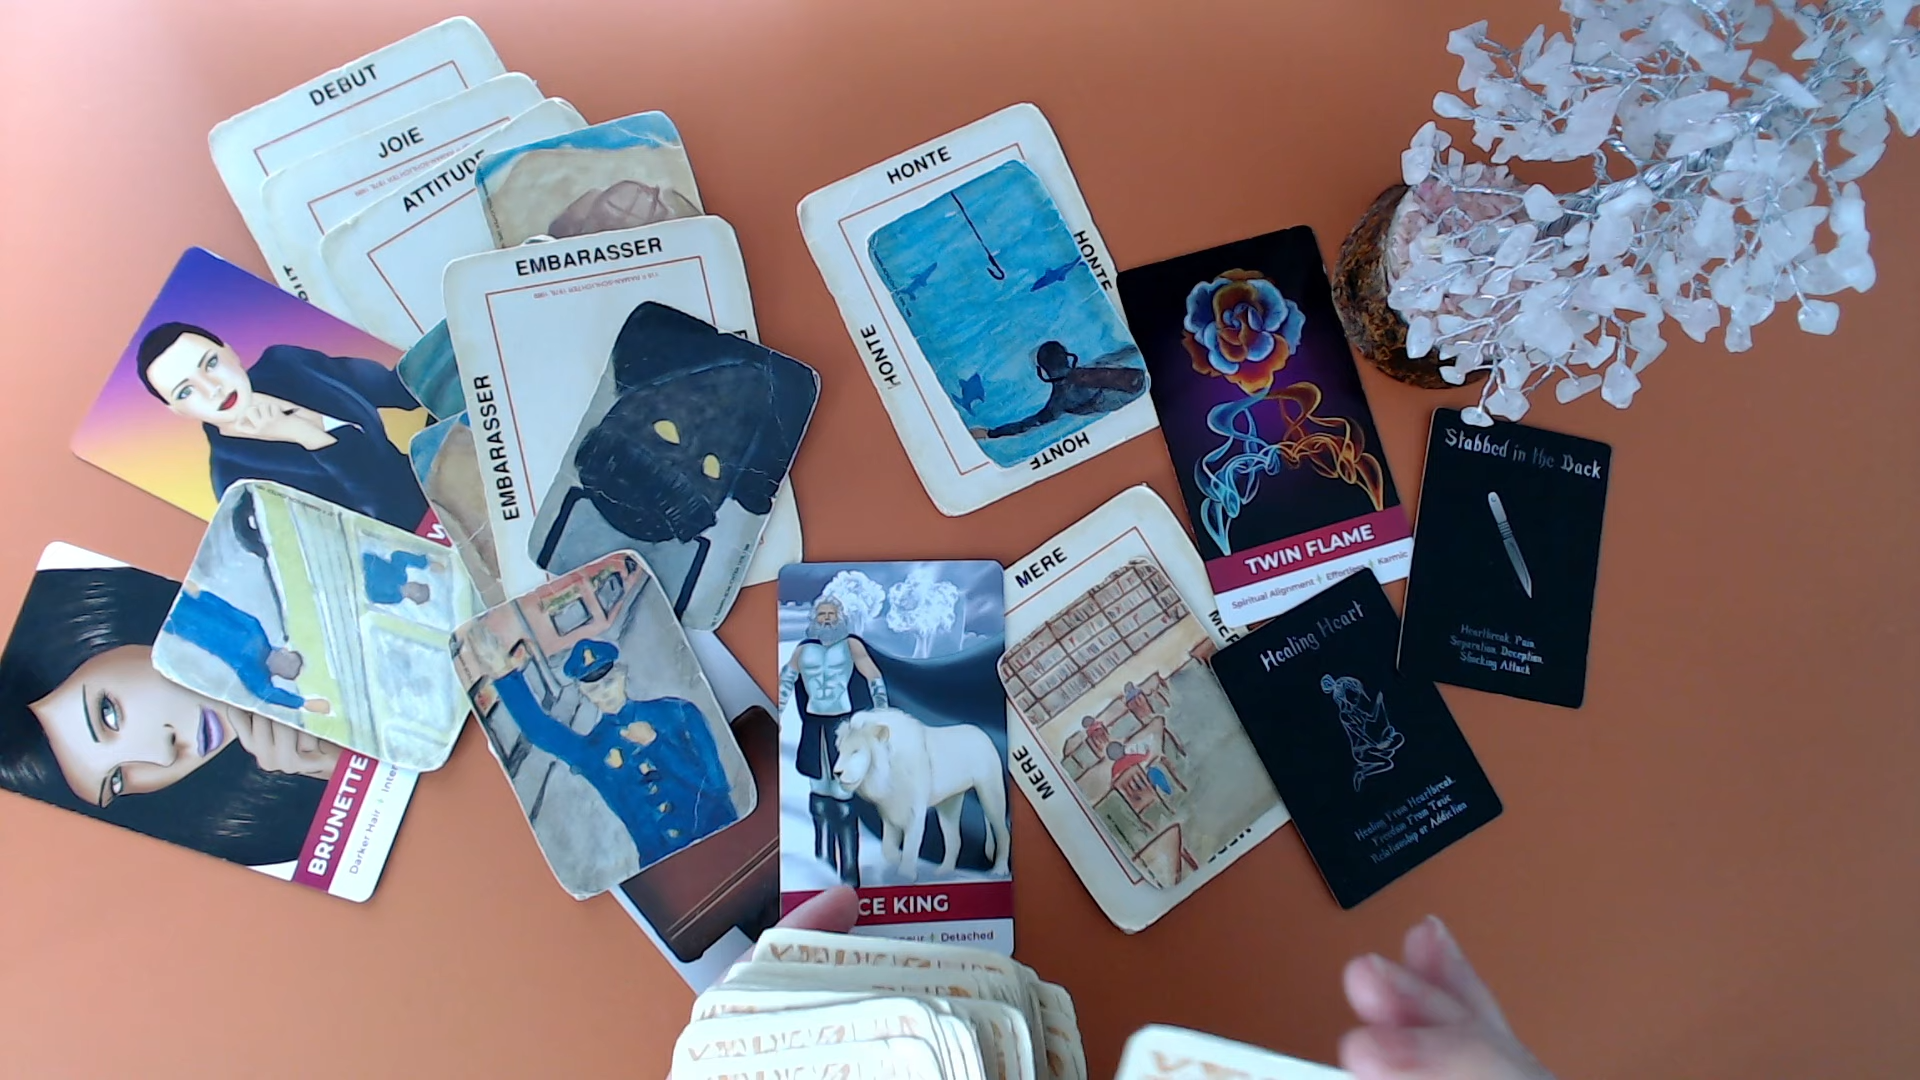 DEBUT
JOIE
ATTITUDE
EMBARASSER
EMBARASSER
HONTE
HONTE
HONTE
HONTE
TWIN FLAME
Spiritual Alignment Effortless Karmic
Stabbed in the Back
Heartbreak Pain
Separation Deception
Shocking Attack
MERE
MERE
MERE
Healing Heart
Healing From Heartbreak
Freedom From Toxic
Relationship or Addiction
BRUNETTE
Darker Hair
CE KING
Detached